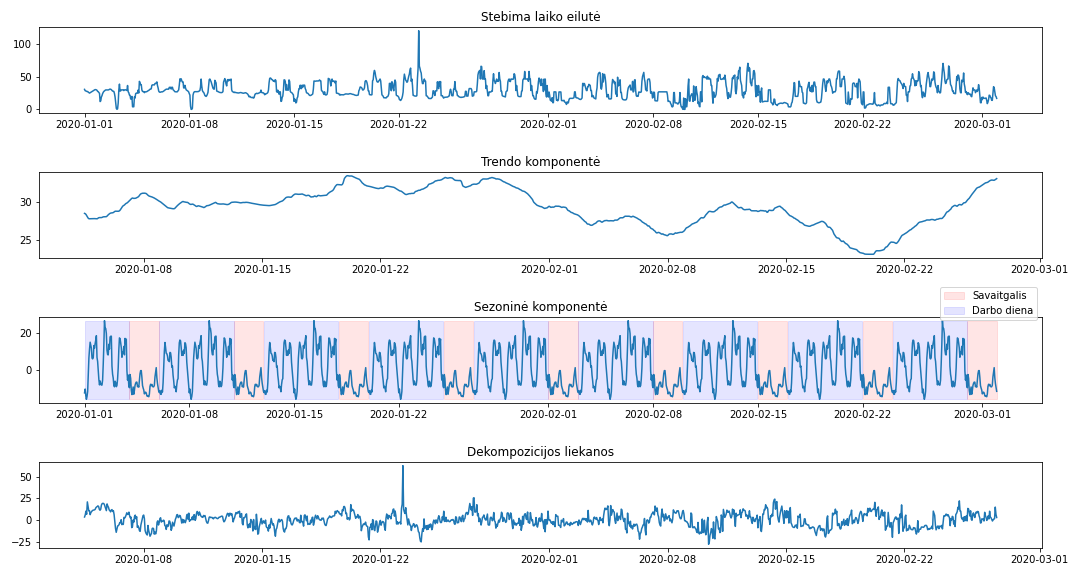 Stebima laiko eilutė
100
50
0
2020-01-01 2020-01-08 2020-01-15 2020-01-22 2020-02-01 2020-02-08 2020-02-15 2020-02-22 2020-03-01
Trendo komponentė
30
25
2020-01-08 2020-01-15 2020-01-22 2020-02-01 2020-02-08 2020-02-15 2020-02-22 2020-03-01
Sezoninė komponentė
Savaitgalis
Darbo diena
20
0
2020-01-01 2020-01-08 2020-01-15 2020-01-22 2020-02-01 2020-02-08 2020-02-15 2020-02-22 2020-03-01
Dekompozicijos liekanos
50
25
0
−25
2020-01-08 2020-01-15 2020-01-22 2020-02-01 2020-02-08 2020-02-15 2020-02-22 2020-03-01